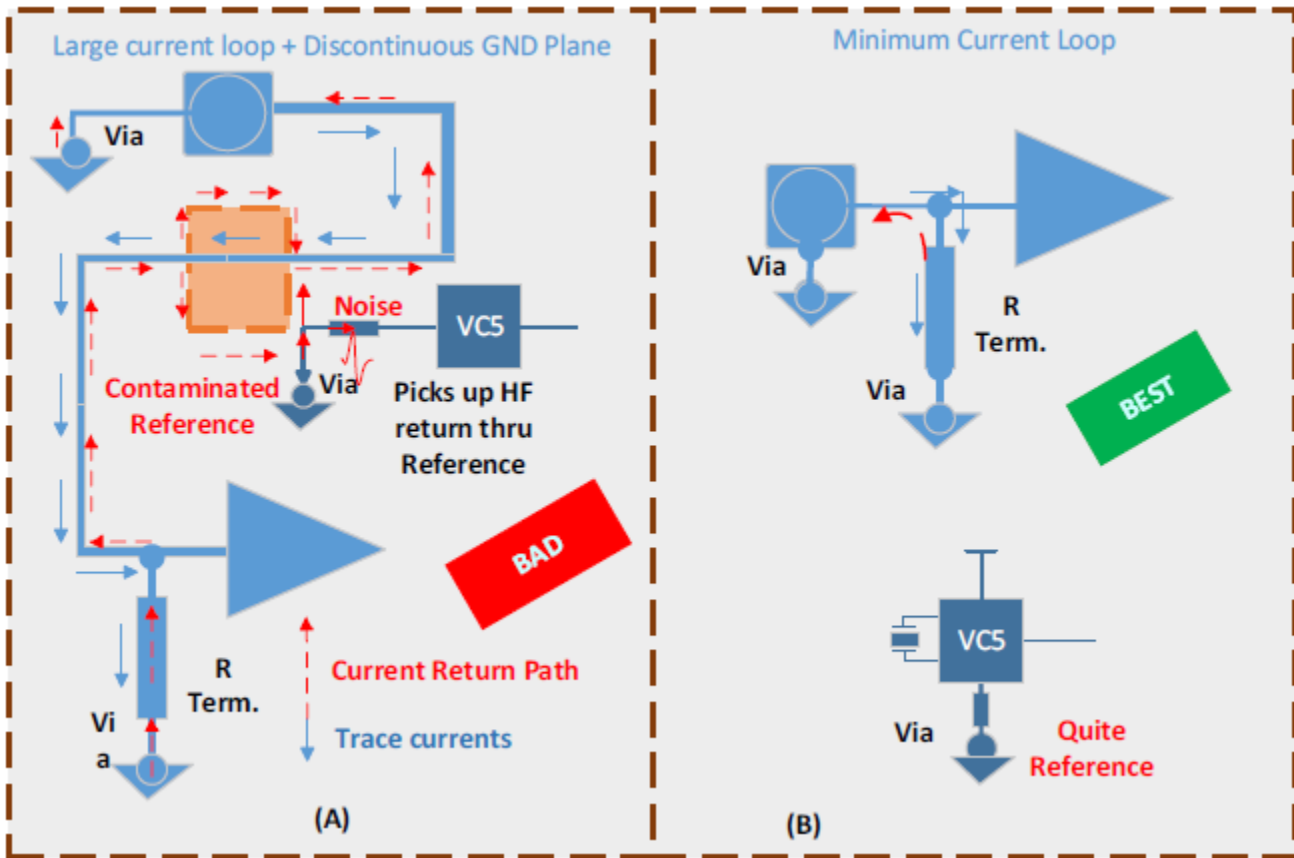 Large current loop + Discontinuous GND Plane
Via
Noise
VC5
Contaminated
Reference
Via
Picks up HF
return thru
Reference
BAD
R
Term.
Current Return Path
Vi
a
Trace currents
(A)
Minimum Current Loop
Via
R
Term.
Via
BEST
VC5
Via
Quite
Reference
(B)